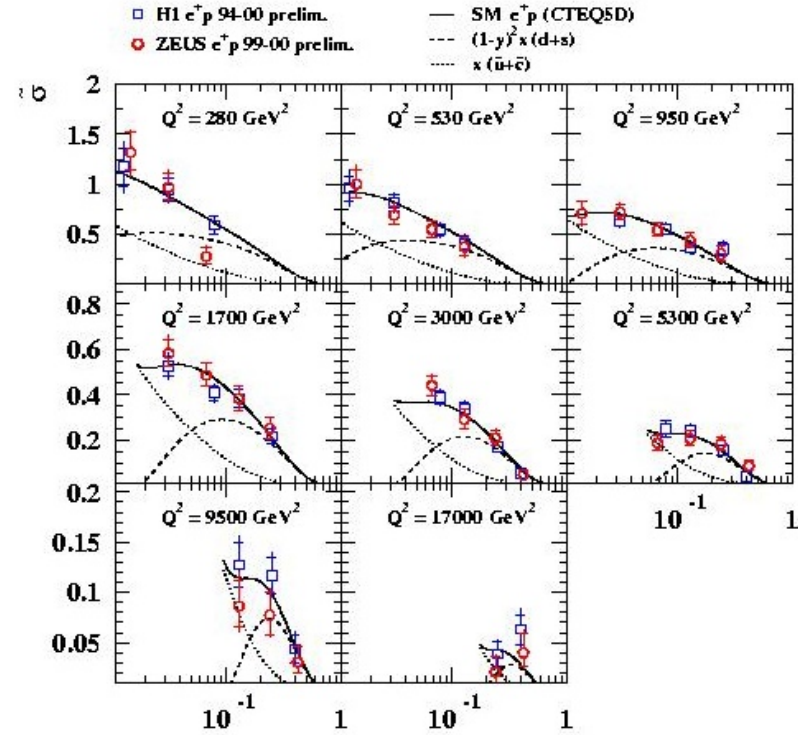 H1 e⁺p 94-00 prelim.
ZEUS e⁺p 99-00 prelim.
SM e⁺p (CTEQ5D)
(1-y)²x(d+s)
x(ū+c̄)
σ̃
2
1.5
1
0.5
Q² = 280 GeV²
Q² = 530 GeV²
Q² = 950 GeV²
0.8
0.6
0.4
0.2
Q² = 1700 GeV²
Q² = 3000 GeV²
Q² = 5300 GeV²
0.2
0.15
0.1
0.05
Q² = 9500 GeV²
Q² = 17000 GeV²
10⁻¹ 1
10⁻¹ 1
10⁻¹ 1